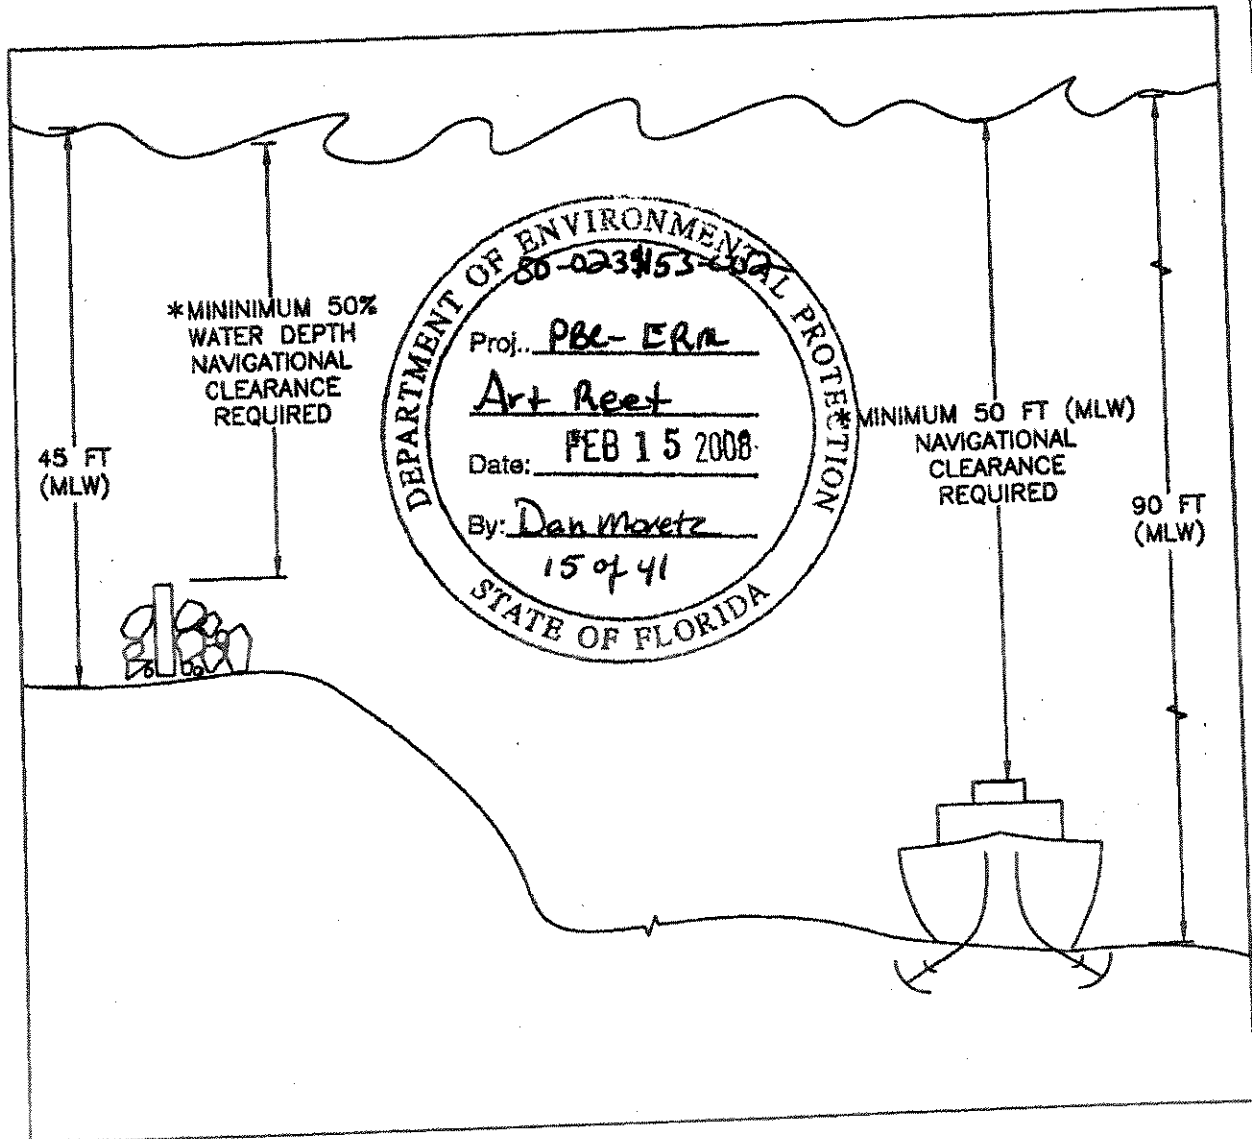 *MININIMUM 50%
WATER DEPTH
NAVIGATIONAL
CLEARANCE
REQUIRED
45 FT
(MLW)
DEPARTMENT OF ENVIRONMENTAL PROTECTION
Proj.. PBC-ERM
Art Reef
Date: FEB 15 2008
By: Dan Moretz
15 of 41
STATE OF FLORIDA
*MINIMUM 50 FT (MLW)
NAVIGATIONAL
CLEARANCE
REQUIRED
90 FT
(MLW)